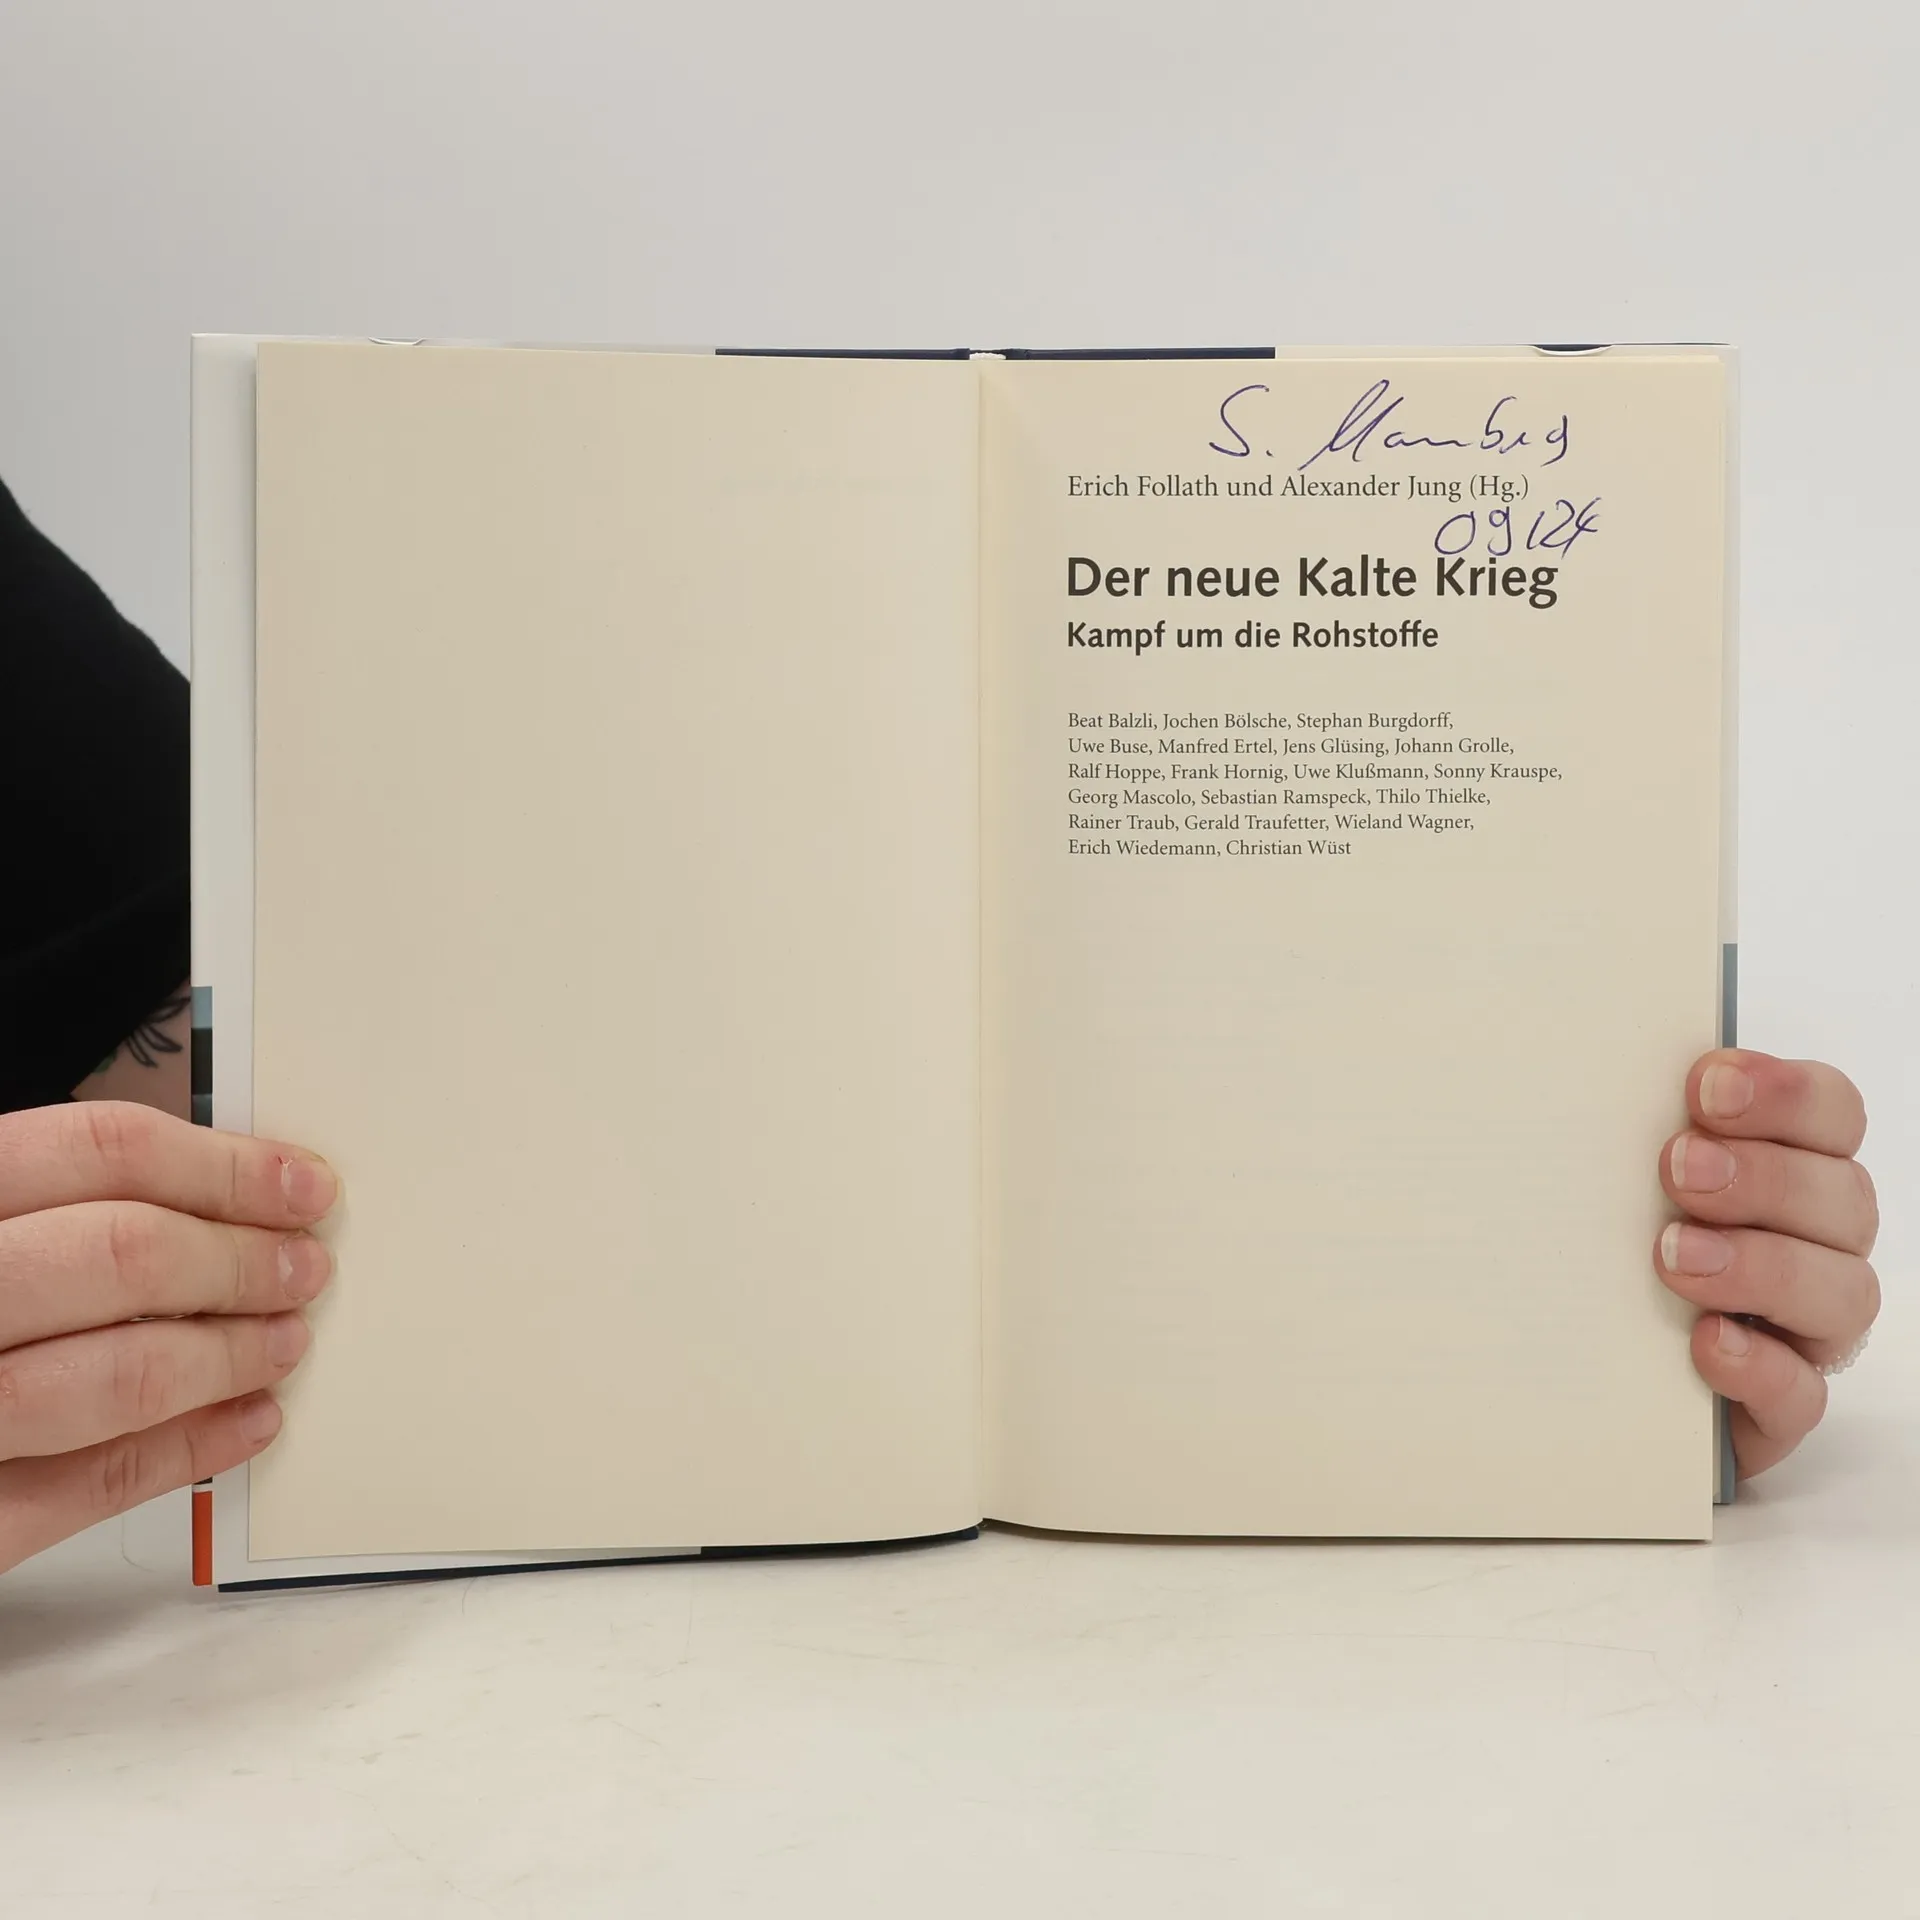 S.
Erich Follath und Alexander Jung (Hg.)
09/24
Der neue Kalte Krieg
Kampf um die Rohstoffe
Beat Balzli, Jochen Bölsche, Stephan Burgdorff,
Uwe Buse, Manfred Ertel, Jens Glüsing, Johann Grolle,
Ralf Hoppe, Frank Hornig, Uwe Klußmann, Sonny Krauspe,
Georg Mascolo, Sebastian Ramspeck, Thilo Thielke,
Rainer Traub, Gerald Traufetter, Wieland Wagner,
Erich Wiedemann, Christian Wüst